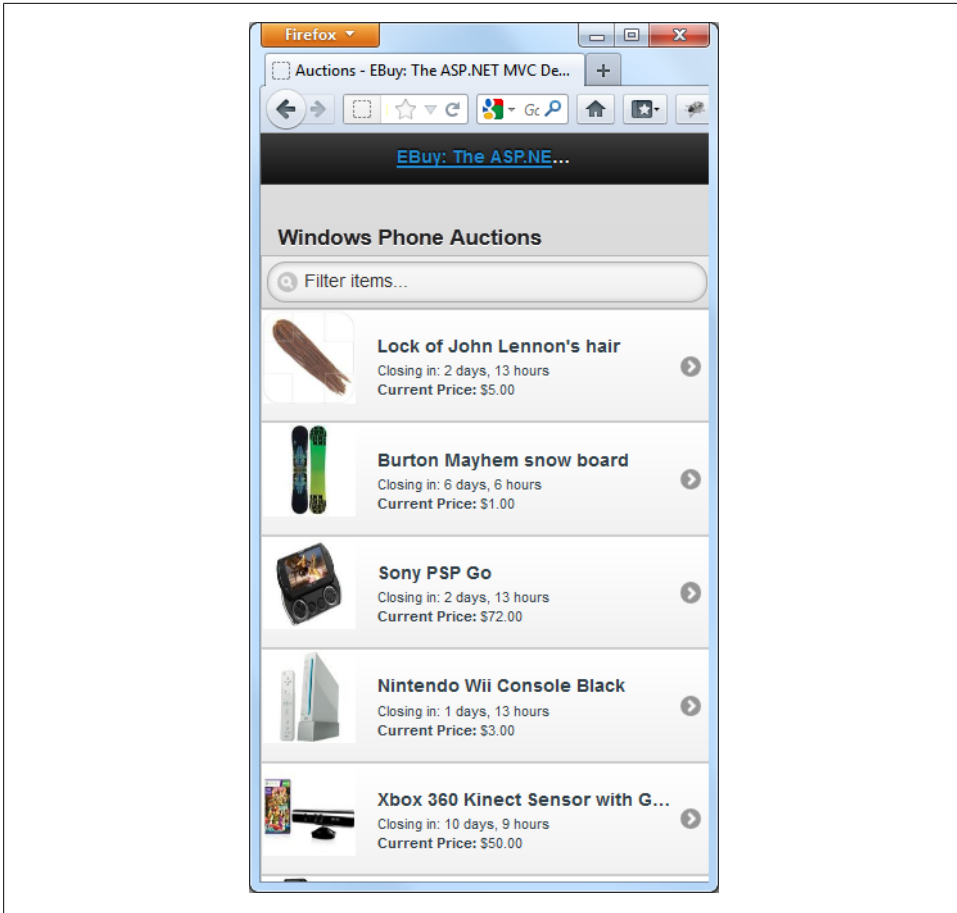 Firefox
Auctions - EBuy: The ASP.NET MVC De...
Gc
EBuy: The ASP.NE...
Windows Phone Auctions
Filter items...
Lock of John Lennon's hair
Closing in: 2 days, 13 hours
Current Price: $5.00
Burton Mayhem snow board
Closing in: 6 days, 6 hours
Current Price: $1.00
Sony PSP Go
Closing in: 2 days, 13 hours
Current Price: $72.00
Nintendo Wii Console Black
Closing in: 1 days, 13 hours
Current Price: $3.00
Xbox 360 Kinect Sensor with G...
Closing in: 10 days, 9 hours
Current Price: $50.00